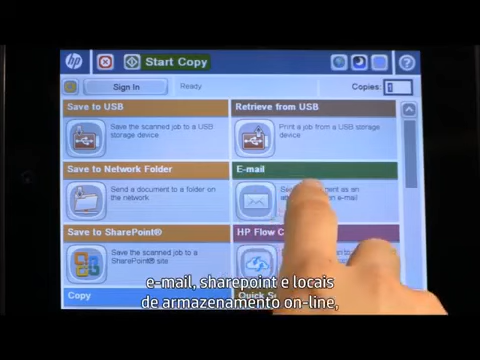 hp
Start Copy
?
Sign In
Ready
Copies: 1
Save to USB
Save the scanned job to a USB
storage device
Retrieve from USB
Print a job from a USB storage
device
Save to Network Folder
Send a document to a folder on
the network
E-mail
Save to SharePoint®
Save the scanned job to a
SharePoint® site
HP Flow
Copy
Quick
e-mail, sharepoint e locais
de armazenamento on-line,